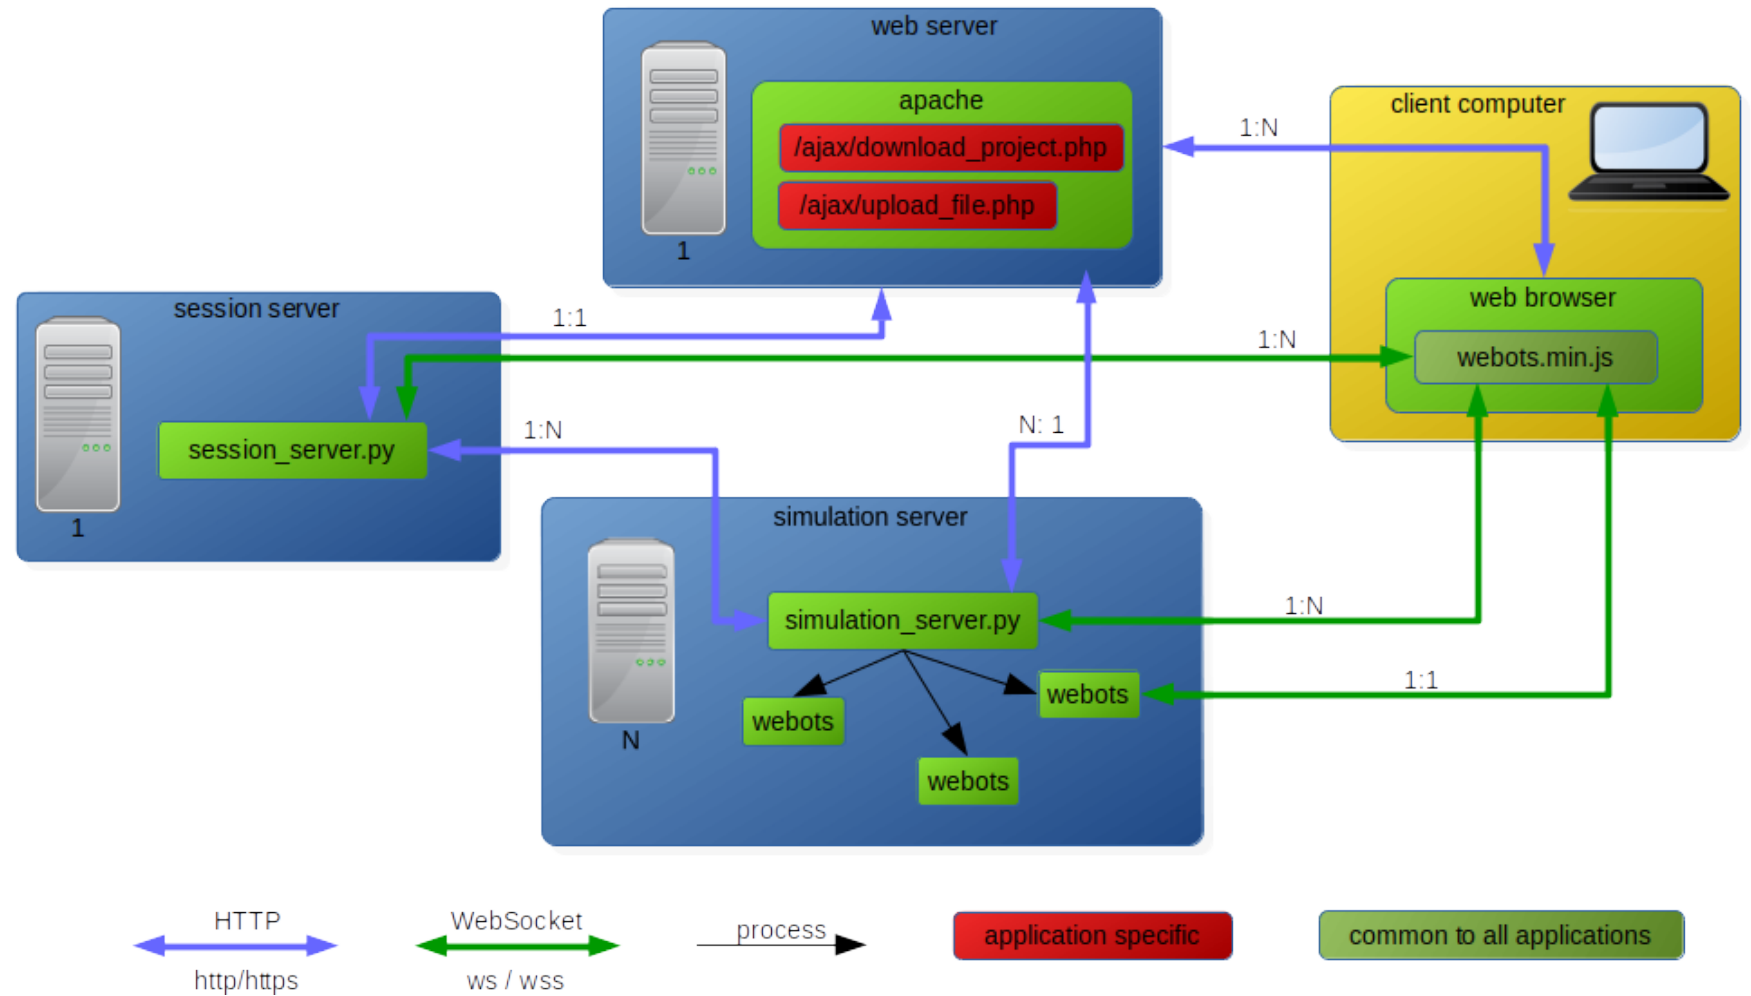 web server
apache
/ajax/download_project.php
/ajax/upload_file.php
1
client computer
1:N
web browser
webots.min.js
session server
1:1
1:N
session_server.py
1
1:N
N: 1
simulation server
simulation_server.py
1:N
webots
1:1
webots
webots
N
HTTP
http/https
WebSocket
ws / wss
process
application specific
common to all applications